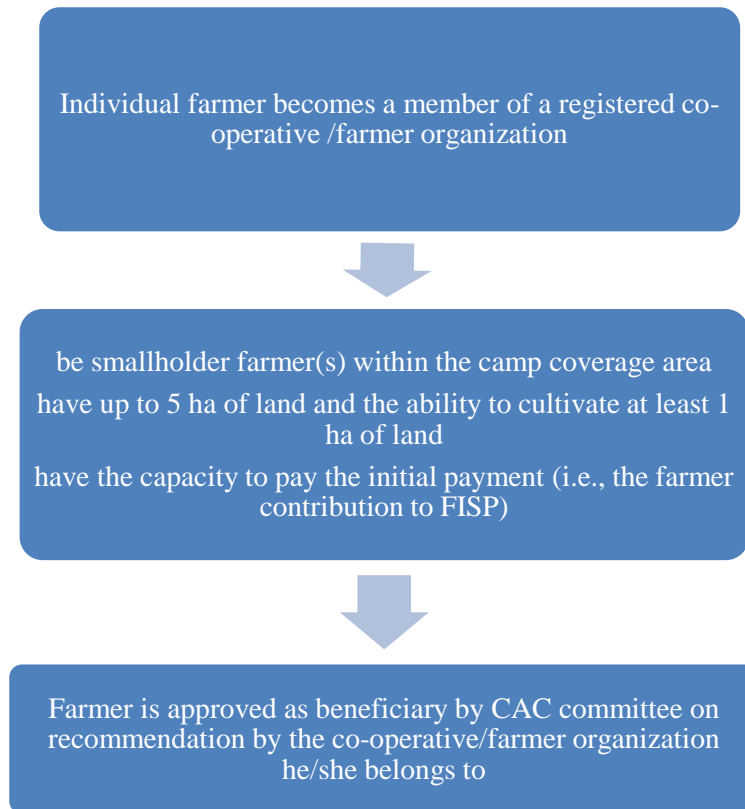 Individual farmer becomes a member of a registered co-
operative /farmer organization
be smallholder farmer(s) within the camp coverage area
have up to 5 ha of land and the ability to cultivate at least 1
ha of land
have the capacity to pay the initial payment (i.e., the farmer
contribution to FISP)
Farmer is approved as beneficiary by CAC committee on
recommendation by the co-operative/farmer organization
he/she belongs to